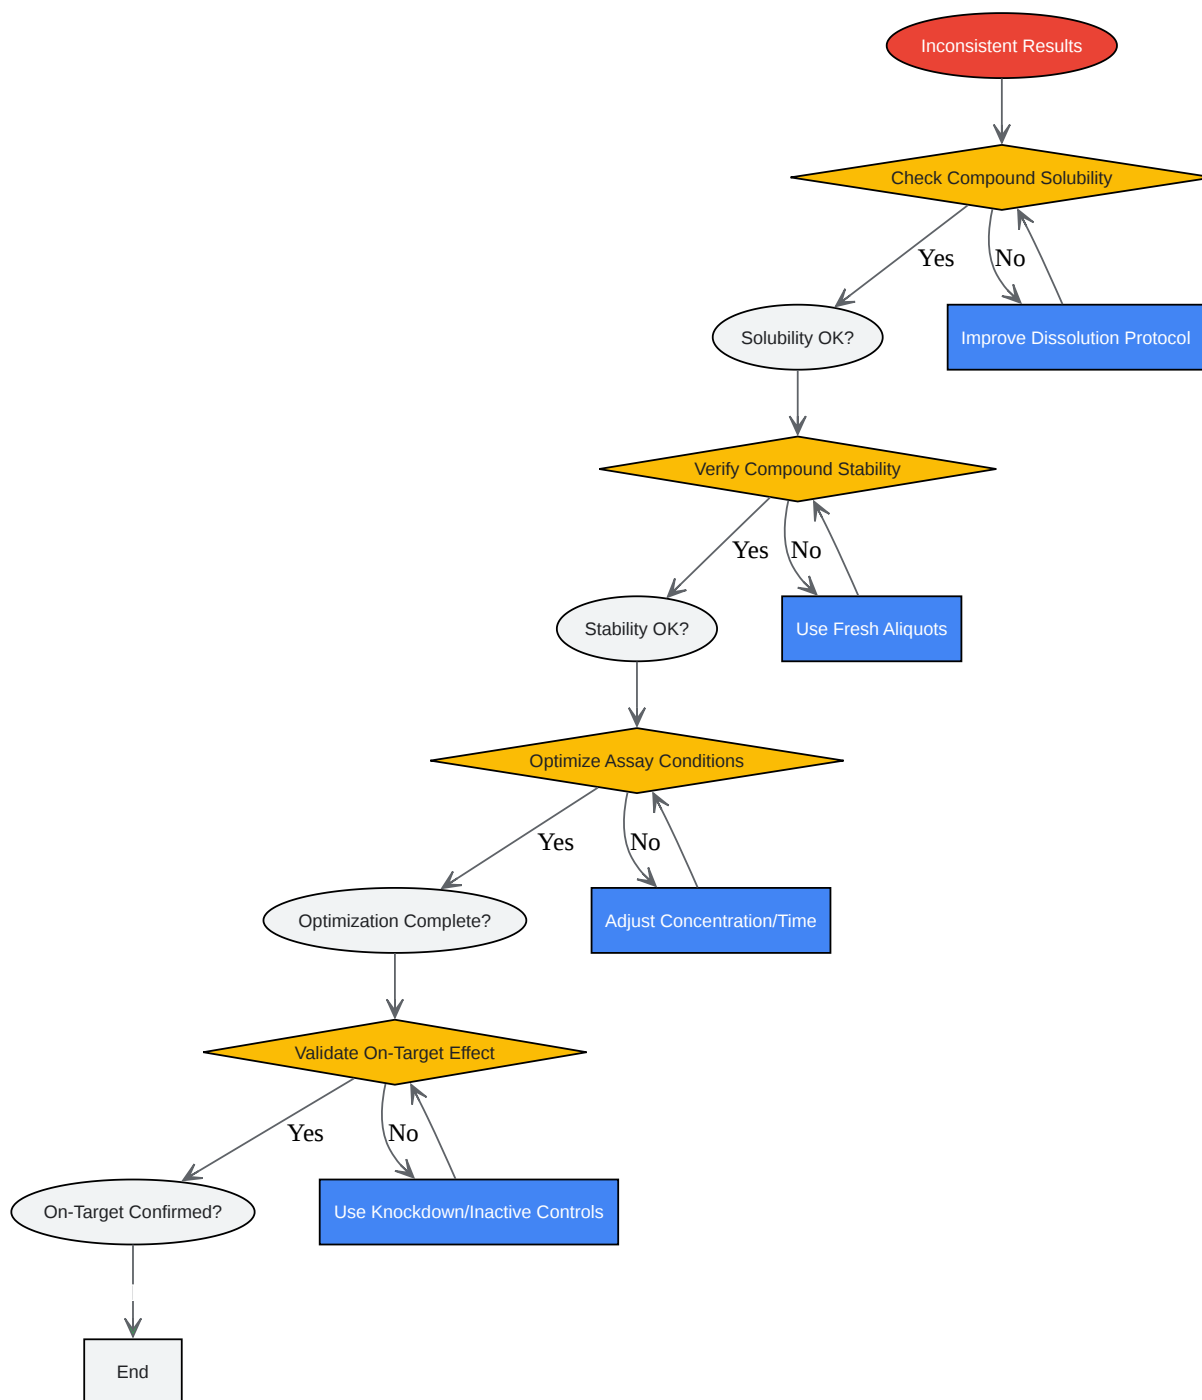 Inconsistent Results
Check Compound Solubility
Yes
No
Solubility OK?
Improve Dissolution Protocol
Verify Compound Stability
Yes
No
Stability OK?
Use Fresh Aliquots
Optimize Assay Conditions
Yes
No
Optimization Complete?
Adjust Concentration/Time
Validate On-Target Effect
Yes
No
On-Target Confirmed?
Use Knockdown/Inactive Controls
End